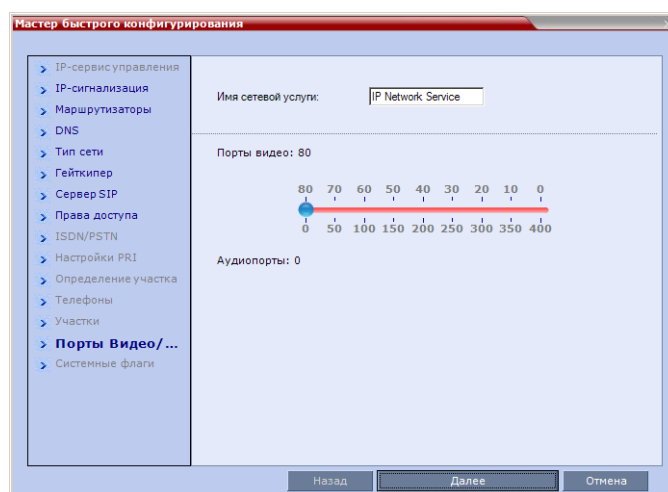 Мастер быстрого конфигурирования
IP-сервис управления
IP-сигнализация
Маршрутизаторы
DNS
Тип сети
Гейткипер
Сервер SIP
Права доступа
ISDN/PSTN
Настройки PRI
Определение участка
Телефоны
Участки
Порты Видео/...
Системные флаги
Имя сетевой услуги: IP Network Service
Порты видео: 80
80 70 60 50 40 30 20 10 0
0 50 100 150 200 250 300 350 400
Аудиопорты: 0
Назад Далее Отмена